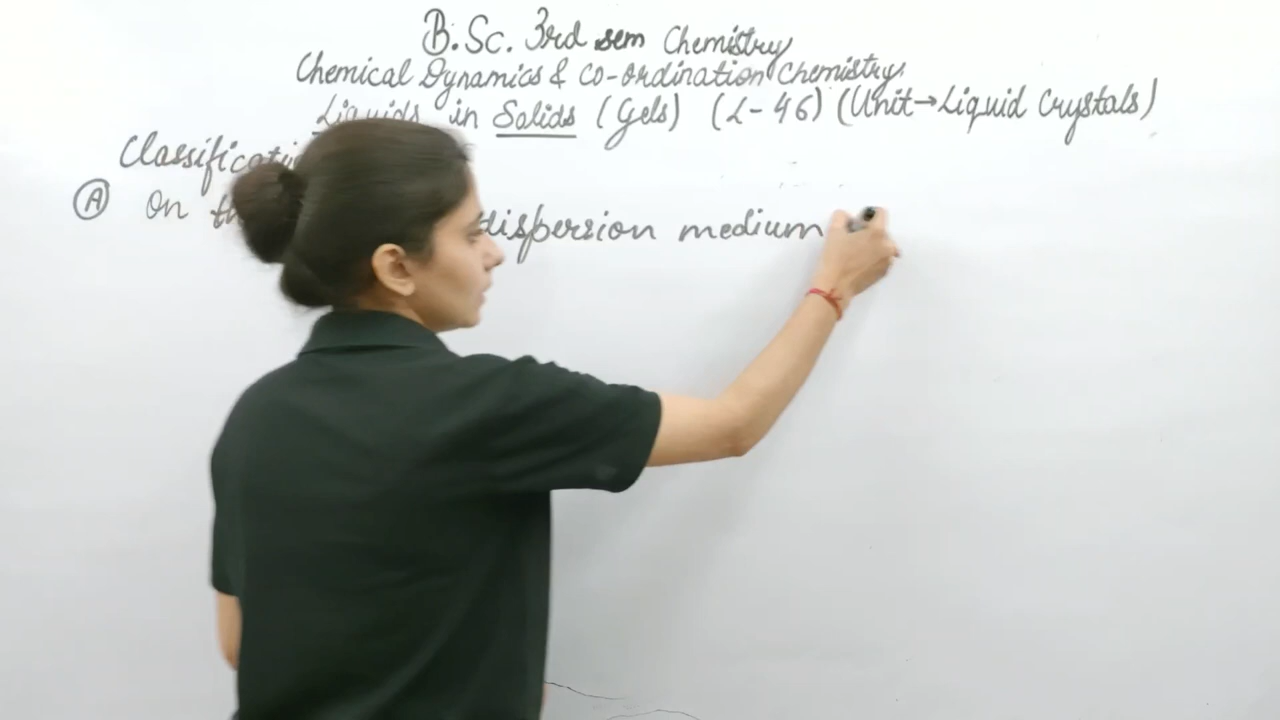 B.Sc. 3rd sem Chemistry
Chemical Dynamics & Co-ordination Chemistry
Liquids in Solids (Gels) (L-46) (Unit→Liquid Crystals)
Classificati
A On th
dispersion medium